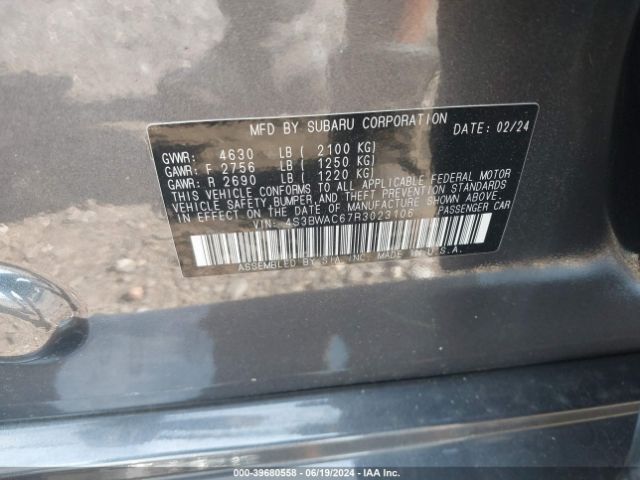 MFD BY SUBARU CORPORATION DATE: 02/24
GVWR: 4630 LB ( 2100 KG)
GAWR: F 2756 LB ( 1250 KG)
GAWR: R 2690 LB ( 1220 KG)
THIS VEHICLE CONFORMS TO ALL APPLICABLE FEDERAL MOTOR
VEHICLE SAFETY, BUMPER, AND THEFT PREVENTION STANDARDS
IN EFFECT ON THE DATE OF MANUFACTURE SHOWN ABOVE.
VIN: 4S3BWAC67R3023106 PASSENGER CAR
ASSEMBLED BY S.I.A. INC. MADE IN U.S.A.
000-39680558 - 06/19/2024 - IAA Inc.